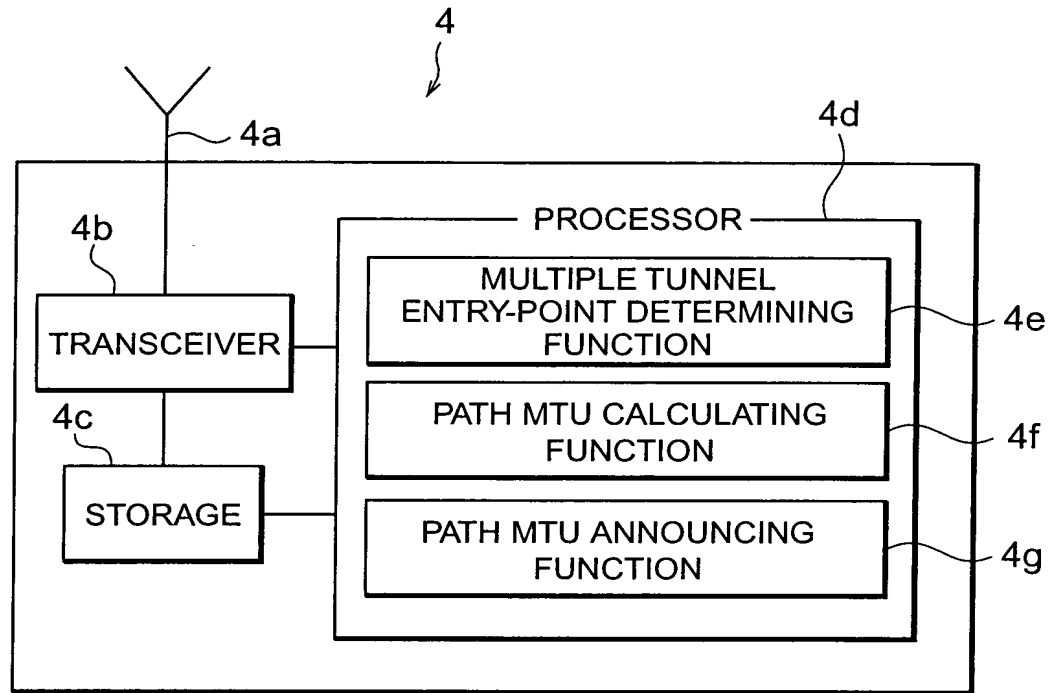 4
4a
4d
PROCESSOR
4b
TRANSCEIVER
MULTIPLE TUNNEL
ENTRY-POINT DETERMINING
FUNCTION
4e
4c
STORAGE
PATH MTU CALCULATING
FUNCTION
4f
PATH MTU ANNOUNCING
FUNCTION
4g